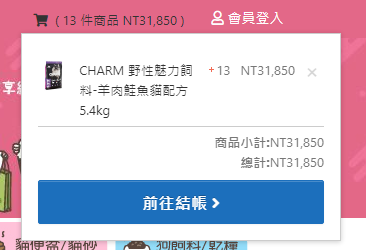 ( 13 件商品 NT31,850 ) 會員登入
CHARM 野性魅力飼 +13 NT31,850 ×
料-羊肉鮭魚貓配方
5.4kg
享
商品小計:NT31,850
總計:NT31,850
前往結帳
貓便盆/貓砂 狗飼料/乾糧